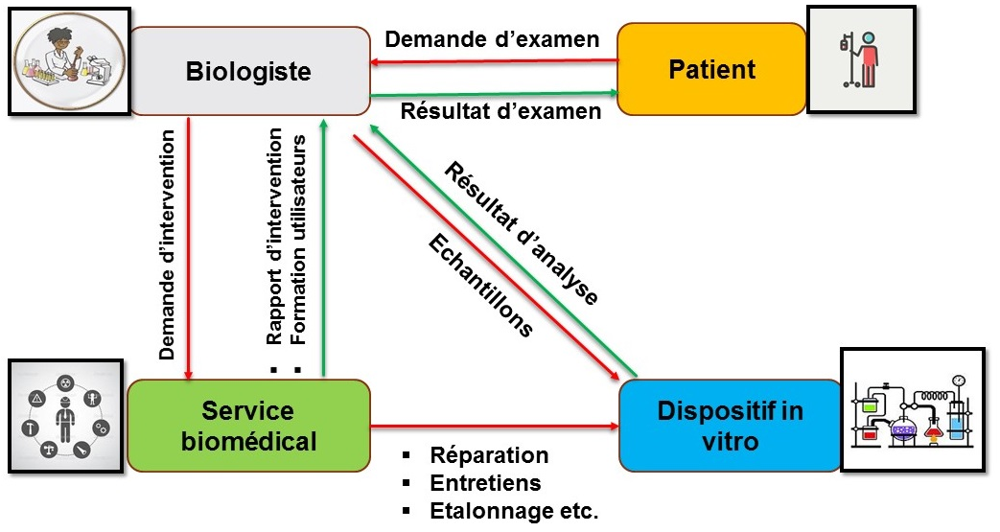 Demande d’examen
Biologiste
Patient
Résultat d’examen
Demande d’intervention
▪ Rapport d’intervention
▪ Formation utilisateurs
Résultat d’analyse
Echantillons
Service
biomédical
Dispositif in
vitro
▪ Réparation
▪ Entretiens
▪ Etalonnage etc.